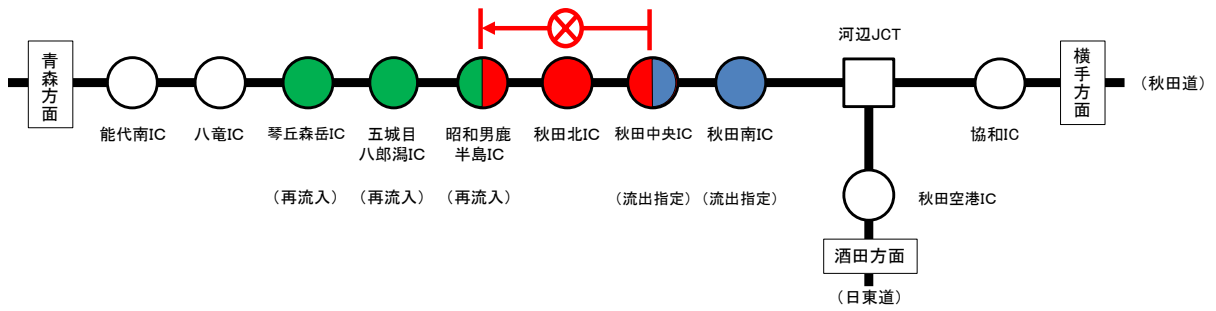 河辺JCT
青森方面
横手方面
(秋田道)
能代南IC
八竜IC
琴丘森岳IC
五城目
八郎潟IC
昭和男鹿
半島IC
秋田北IC
秋田中央IC
秋田南IC
協和IC
(再流入)
(再流入)
(再流入)
(流出指定)
(流出指定)
秋田空港IC
酒田方面
(日東道)